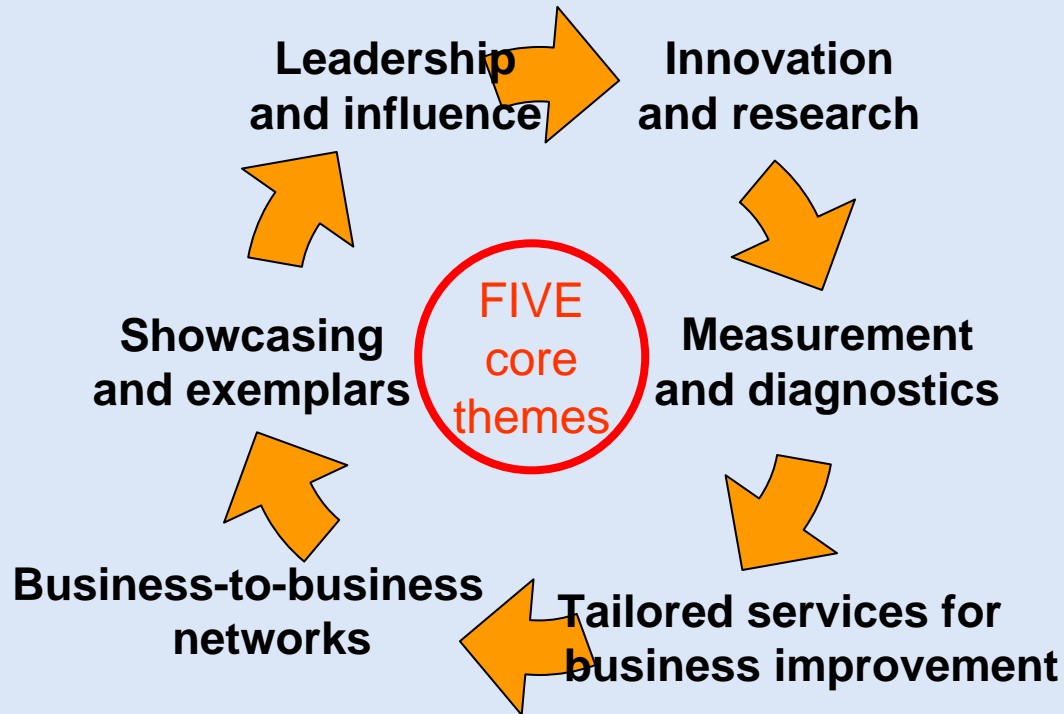 Leadership
and influence
Innovation
and research
Measurement
and diagnostics
Tailored services for
business improvement
Business-to-business
networks
Showcasing
and exemplars
FIVE
core
themes